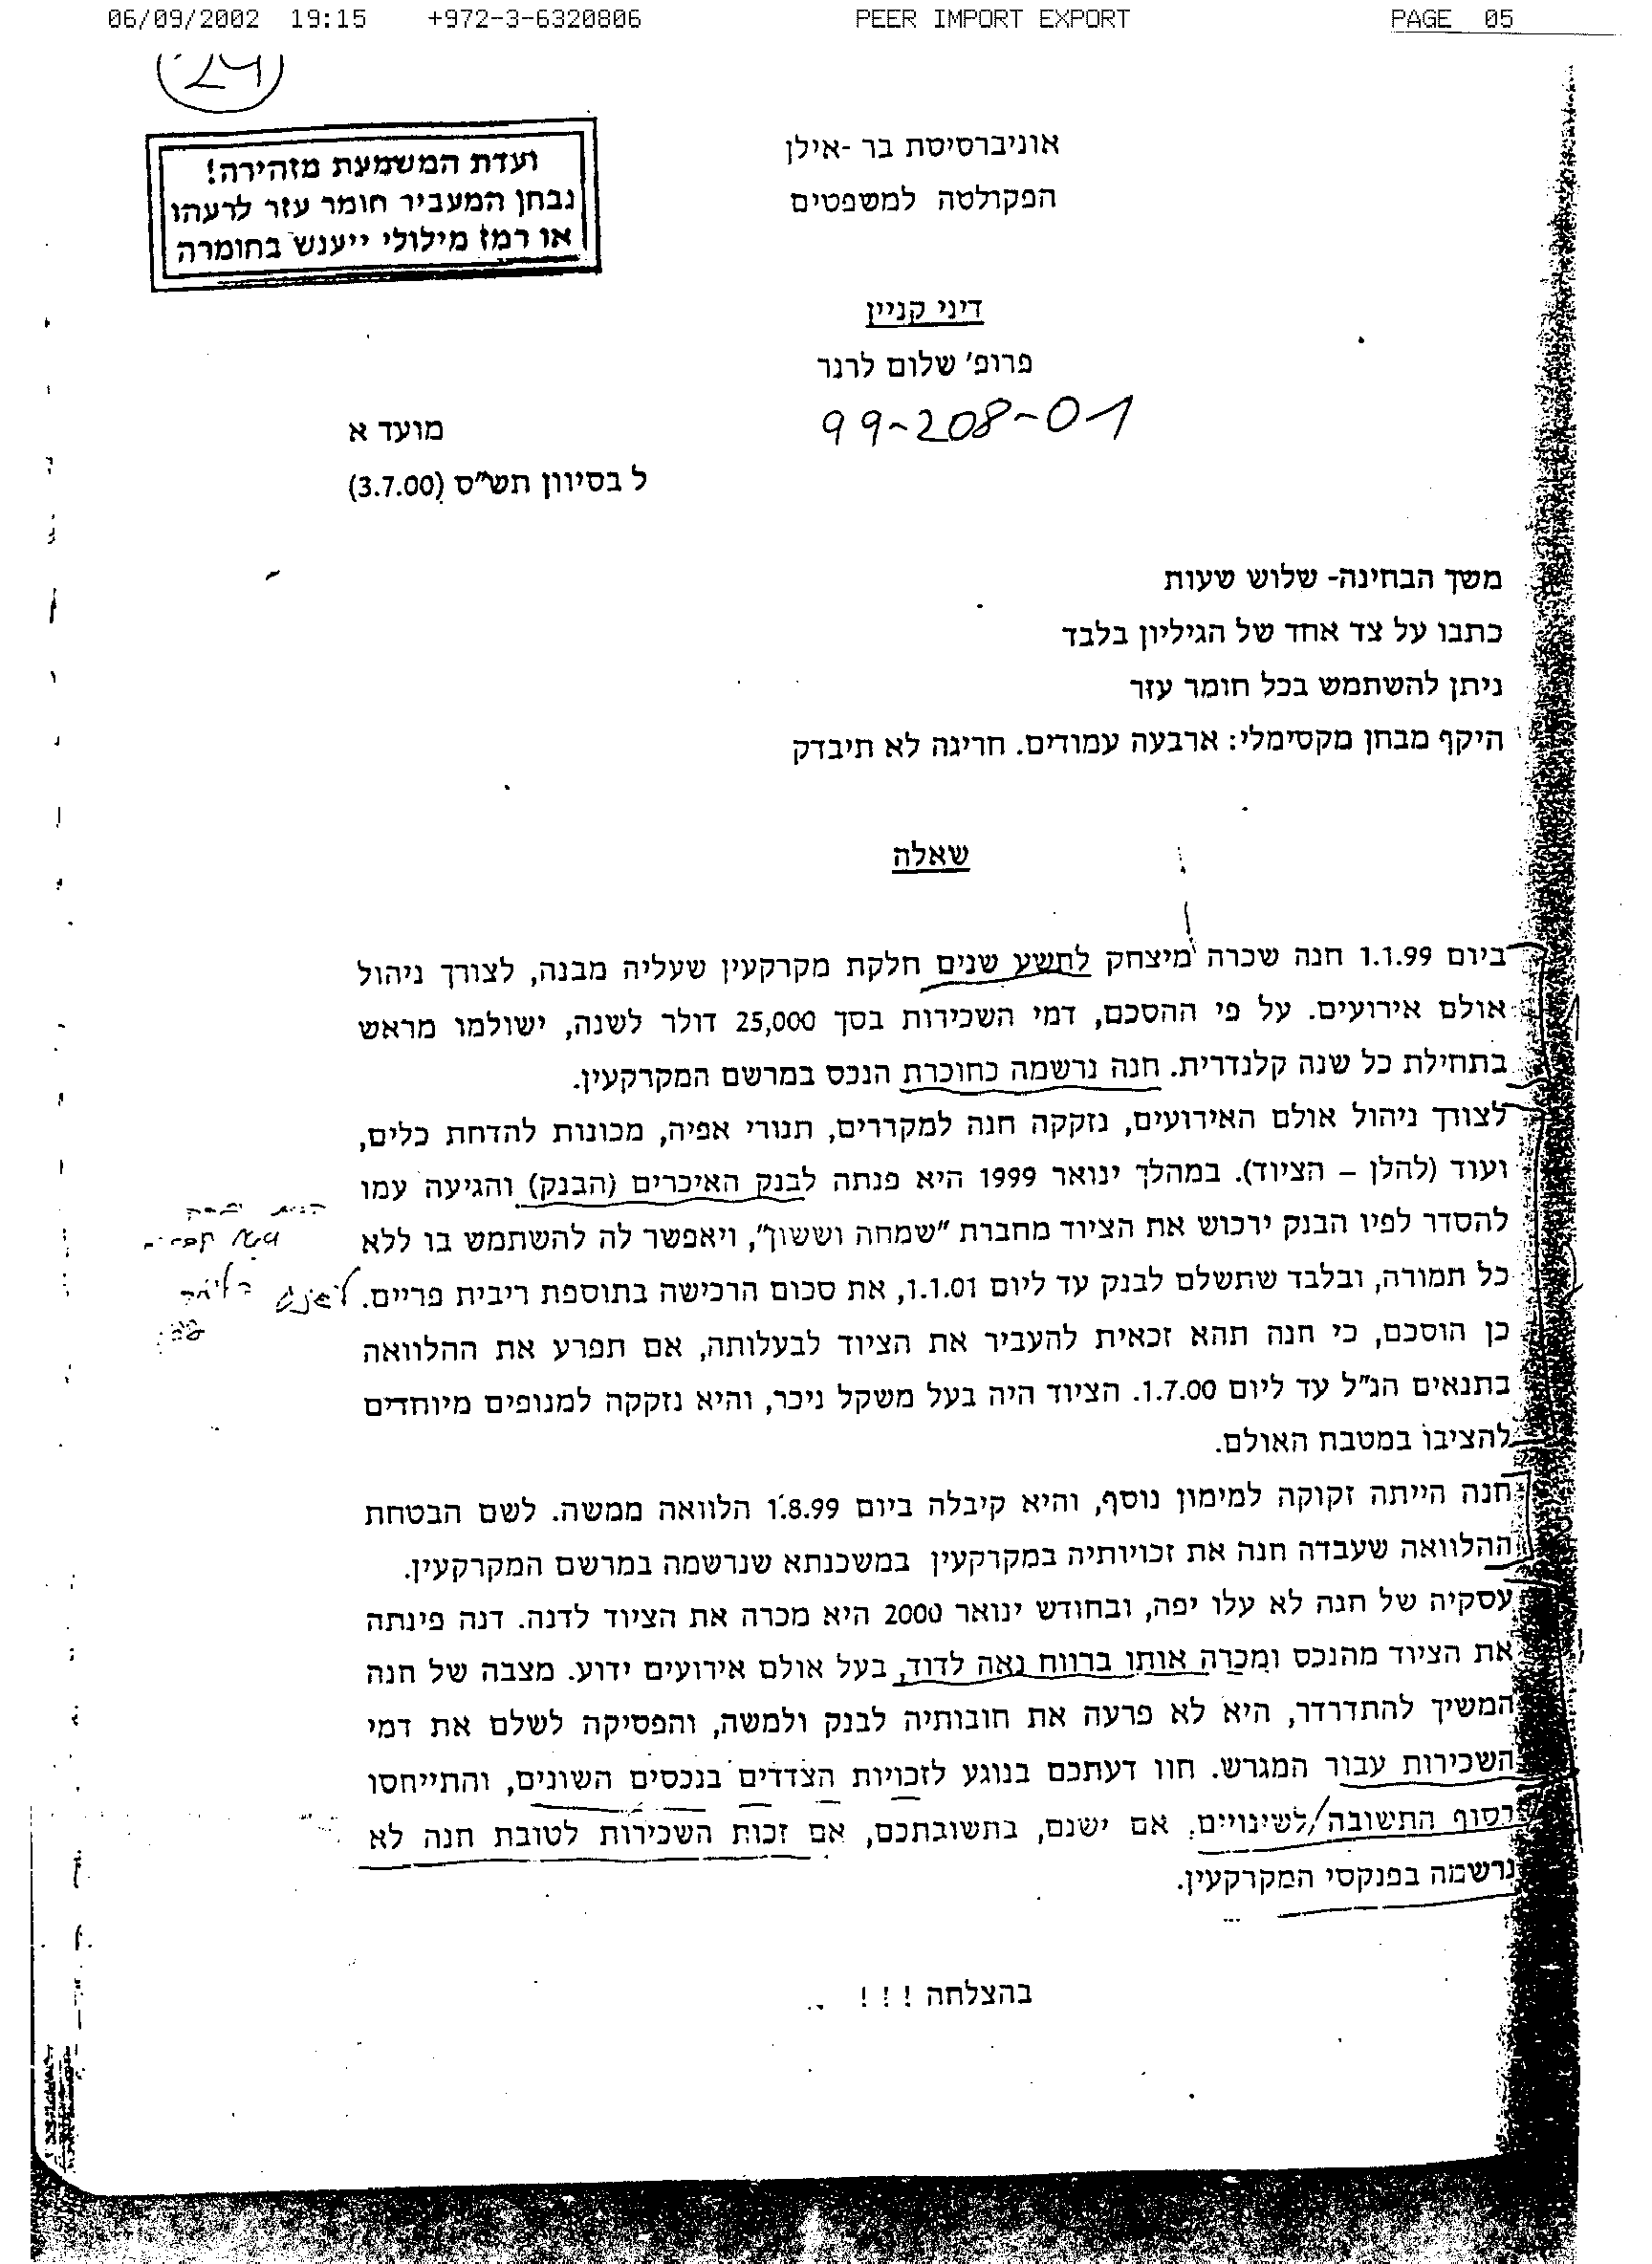 06/09/2002 19:15 +972-3-6320806 PEER IMPORT EXPORT PAGE 05
ועדת המשמעת מזהירה!
נבחן המעביר חומר עזר לרעהו
או רמז מילולי ייענש בחומרה
אוניברסיטת בר -אילן
הפקולטה למשפטים
דיני קניין
פרופ' שלום לרנר
99-208-01
מועד א
ל בסיוון תש"ס (3.7.00)
משך הבחינה- שלוש שעות
כתבו על צד אחד של הגיליון בלבד
ניתן להשתמש בכל חומר עזר
היקף מבחן מקסימלי: ארבעה עמודים. חריגה לא תיבדק
שאלה
ביום 1.1.99 חנה שכרה מיצחק לתשע שנים חלקת מקרקעין שעליה מבנה, לצורך ניהול
אולם אירועים. על פי ההסכם, דמי השכירות בסך 25,000 דולר לשנה, ישולמו מראש
בתחילת כל שנה קלנדרית. חנה נרשמה כחוכרת הנכס במרשם המקרקעין.
לצורך ניהול אולם האירועים, נזקקה חנה למקררים, תנורי אפיה, מכונות להדחת כלים,
ועוד (להלן – הציוד). במהלך ינואר 1999 היא פנתה לבנק האיכרים (הבנק) והגיעה עמו
להסדר לפיו הבנק ירכוש את הציוד מחברת "שמחה וששון", ויאפשר לה להשתמש בו ללא
כל תמורה, ובלבד שתשלם לבנק עד ליום 1.1.01, את סכום הרכישה בתוספת ריבית פריים.
כן הוסכם, כי חנה תהא זכאית להעביר את הציוד לבעלותה, אם תפרע את ההלוואה
בתנאים הנ"ל עד ליום 1.7.00. הציוד היה בעל משקל ניכר, והיא נזקקה למנופים מיוחדים
להציבו במטבח האולם.
חנה הייתה זקוקה למימון נוסף, והיא קיבלה ביום 1.8.99 הלוואה ממשה. לשם הבטחת
ההלוואה שעבדה חנה את זכויותיה במקרקעין במשכנתא שנרשמה במרשם המקרקעין.
עסקיה של חנה לא עלו יפה, ובחודש ינואר 2000 היא מכרה את הציוד לדנה. דנה פינתה
את הציוד מהנכס ומכרה אותו ברווח נאה לדוד, בעל אולם אירועים ידוע. מצבה של חנה
המשיך להתדרדר, היא לא פרעה את חובותיה לבנק ולמשה, והפסיקה לשלם את דמי
השכירות עבור המגרש. חוו דעתכם בנוגע לזכויות הצדדים בנכסים השונים, והתייחסו
בסוף התשובה לשינויים, אם ישנם, בתשובתכם, אם זכות השכירות לטובת חנה לא
נרשמה בפנקסי המקרקעין.
בהצלחה ! ! !